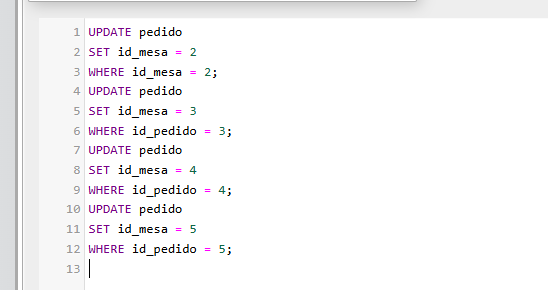 1 UPDATE pedido
2 SET id_mesa = 2
3 WHERE id_mesa = 2;
4 UPDATE pedido
5 SET id_mesa = 3
6 WHERE id_pedido = 3;
7 UPDATE pedido
8 SET id_mesa = 4
9 WHERE id_pedido = 4;
10 UPDATE pedido
11 SET id_mesa = 5
12 WHERE id_pedido = 5;
13